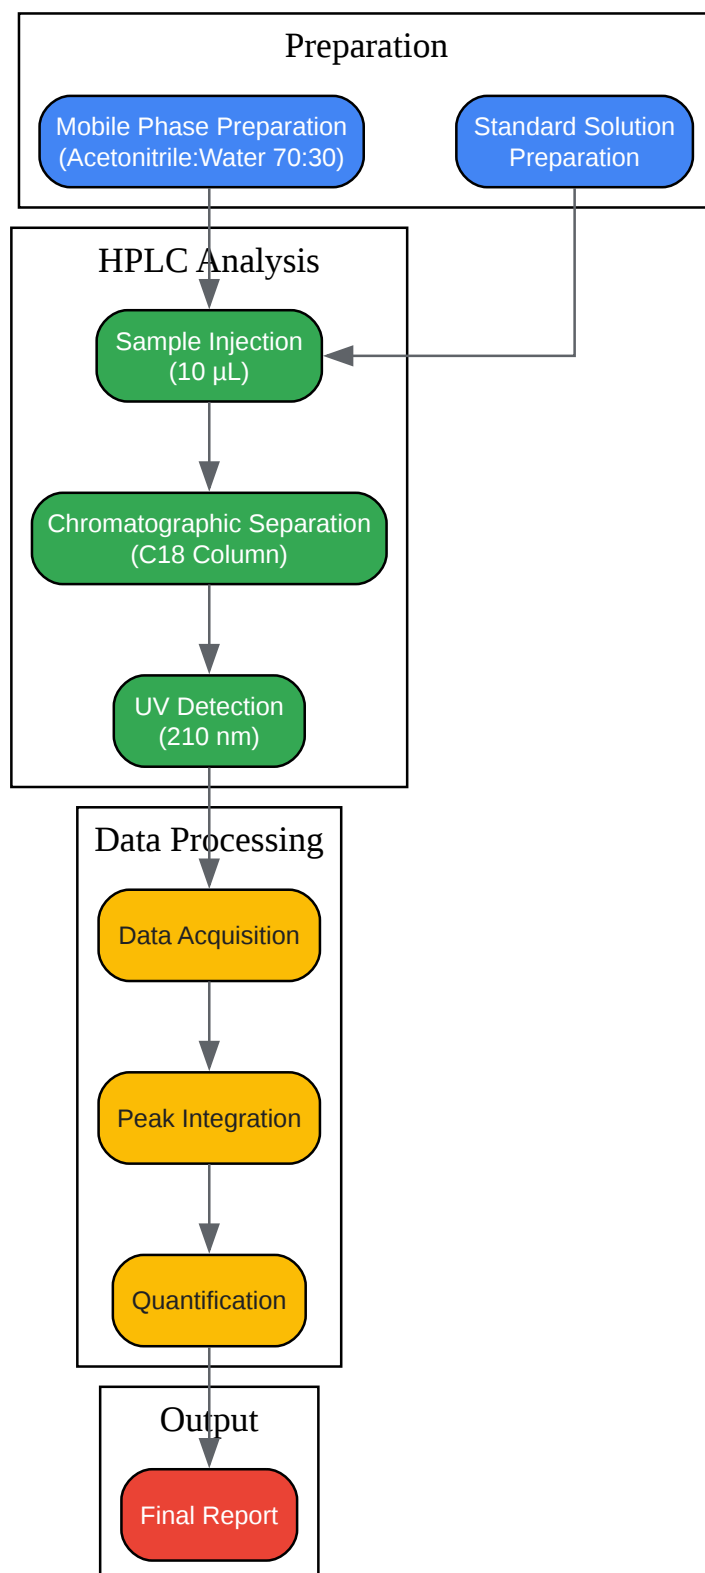 Preparation
Mobile Phase Preparation
(Acetonitrile:Water 70:30)
Standard Solution
Preparation
HPLC Analysis
Sample Injection
(10 µL)
Chromatographic Separation
(C18 Column)
UV Detection
(210 nm)
Data Processing
Data Acquisition
Peak Integration
Quantification
Output
Final Report